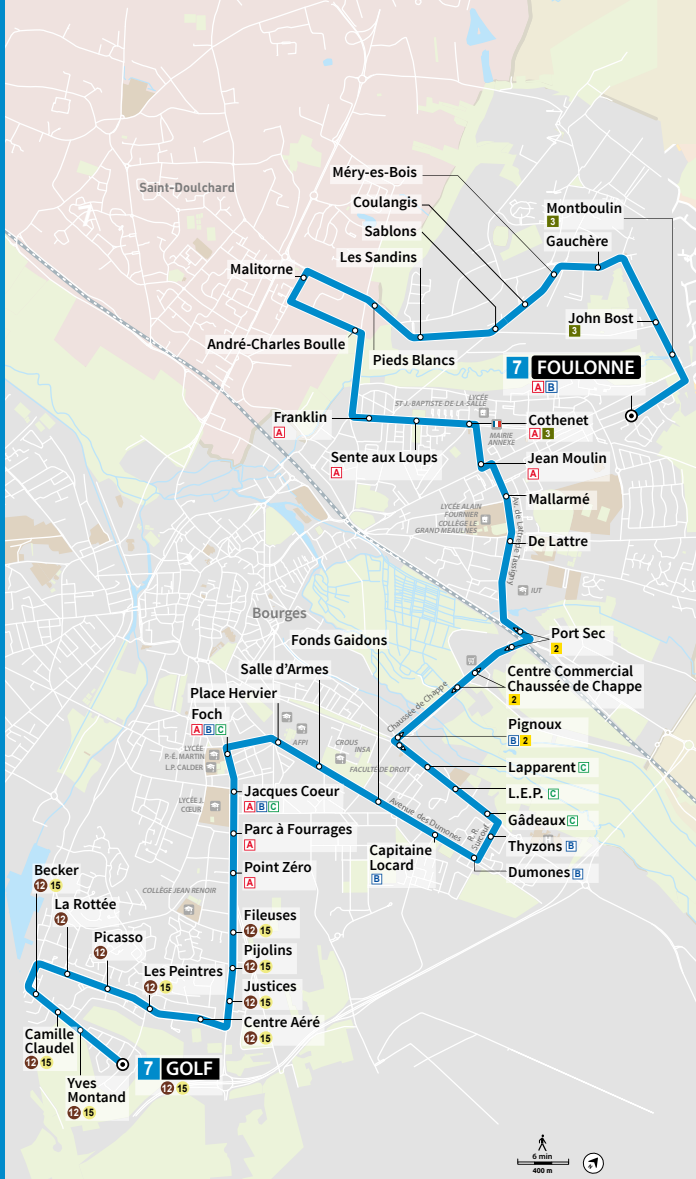 Saint-Doulchard
Méry-es-Bois
Coulangis
Sablons
Les Sandins
Montboulin
3
Gauchère
Malitorne
John Bost
3
André-Charles Boulle
Pieds Blancs
7 FOULONNE
A B
LYCÉE
ST-J.-BAPTISTE-DE-LA-SALLE
Franklin
A
Cothenet
A 3
MAIRIE
ANNEXE
Sente aux Loups
A
Jean Moulin
A
Mallarmé
LYCÉE ALAIN
FOURNIER
COLLÈGE LE
GRAND MEAULNES
Av. de Lattre de Tassigny
De Lattre
IUT
Bourges
Port Sec
2
Fonds Gaidons
Salle d'Armes
Centre Commercial
Chaussée de Chappe
2
Chaussée de Chappe
Place Hervier
Foch
A B C
Pignoux
B 2
AFPI
CROUS
INSA
FACULTÉ DE DROIT
LYCÉE
P.-É. MARTIN
L.P. CALDER
Lapparent C
L.E.P. C
Jacques Coeur
A B C
LYCÉE J.
CŒUR
Gâdeaux C
Avenue des Dumones
R.R.
Surcouf
Parc à Fourrages
A
Thyzons B
Capitaine
Locard
B
Dumones B
Point Zéro
A
Becker
12 15
COLLÈGE JEAN RENOIR
La Rottée
12
Fileuses
12 15
Picasso
12
Pijolins
12 15
Les Peintres
12 15
Justices
12 15
Centre Aéré
12 15
Camille
Claudel
12 15
7 GOLF
12 15
Yves
Montand
12 15
6 min
400 m